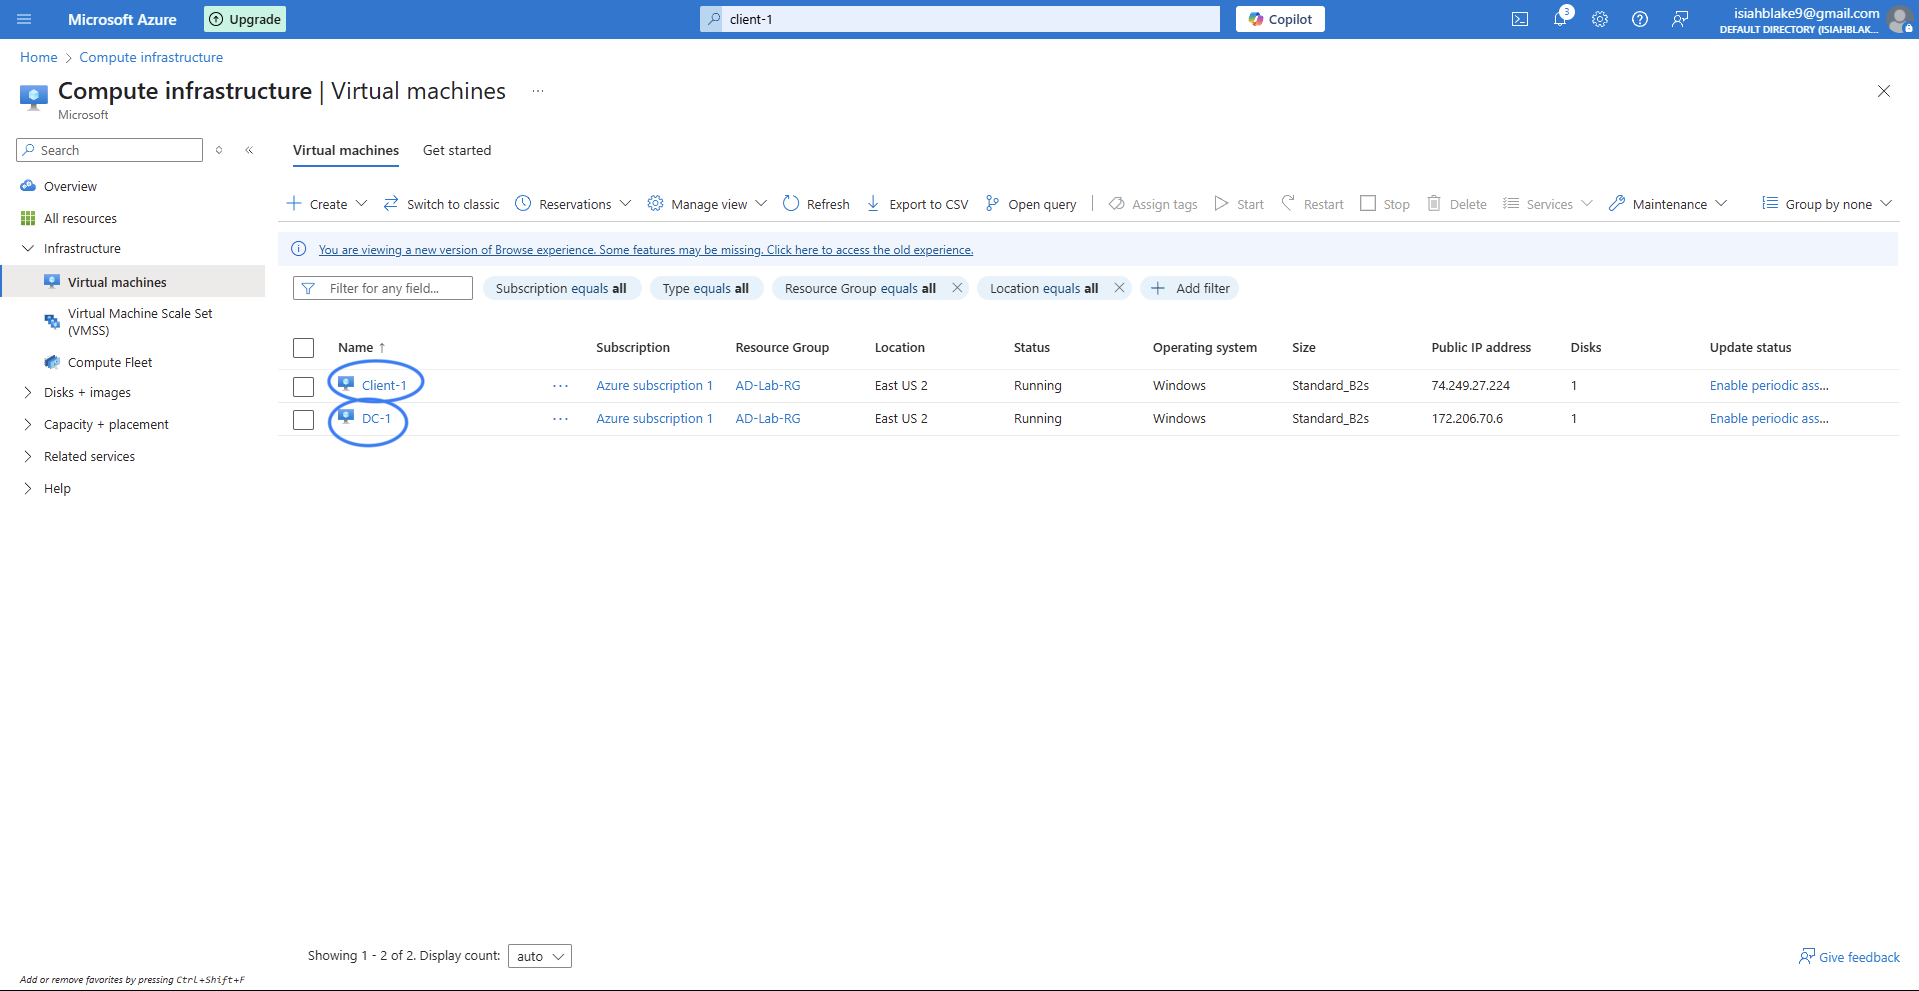 Microsoft Azure
Upgrade
client-1
Copilot
3
isiahblake9@gmail.com
DEFAULT DIRECTORY (ISIAHBLAK...
Home > Compute infrastructure
Compute infrastructure | Virtual machines ...
Microsoft
Search
Virtual machines Get started
Overview
All resources
Infrastructure
Virtual machines
Virtual Machine Scale Set
(VMSS)
Compute Fleet
Disks + images
Capacity + placement
Related services
Help
Create Switch to classic Reservations Manage view Refresh Export to CSV Open query Assign tags Start Restart Stop Delete Services Maintenance Group by none
You are viewing a new version of Browse experience. Some features may be missing. Click here to access the old experience.
Filter for any field... Subscription equals all Type equals all Resource Group equals all Location equals all Add filter
Name ↑ Subscription Resource Group Location Status Operating system Size Public IP address Disks Update status
Client-1 ... Azure subscription 1 AD-Lab-RG East US 2 Running Windows Standard_B2s 74.249.27.224 1 Enable periodic ass...
DC-1 ... Azure subscription 1 AD-Lab-RG East US 2 Running Windows Standard_B2s 172.206.70.6 1 Enable periodic ass...
Showing 1 - 2 of 2. Display count: auto
Give feedback
Add or remove favorites by pressing Ctrl+Shift+F